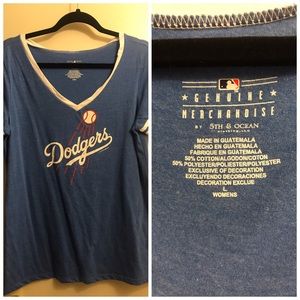 Dodgers
GENUINE
MERCHANDISE
BY 5TH & OCEAN
MADE IN GUATEMALA
HECHO EN GUATEMALA
FABRIQUE EN GUATEMALA
50% COTTON/ALGODON/COTON
50% POLYESTER/POLIESTER/POLYESTER
EXCLUSIVE OF DECORATION
EXCLUYENDO DECORACIONES
DECORATION EXCLUE
L
WOMENS